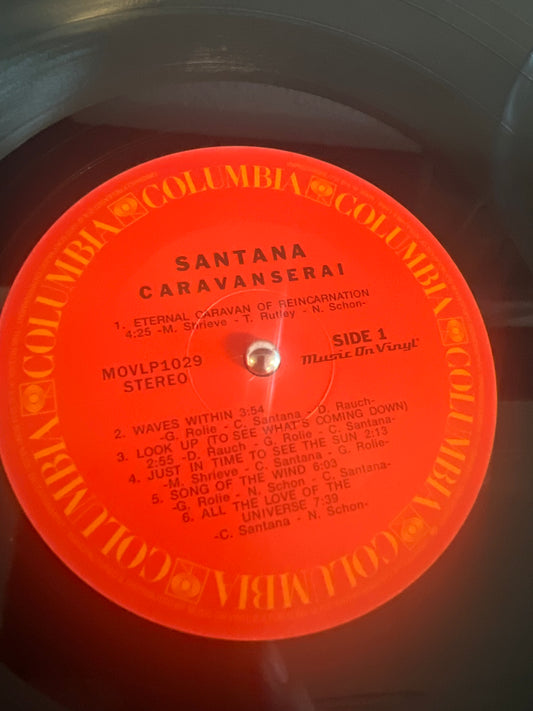 COLUMBIA COLUMBIA COLUMBIA COLUMBIA COLUMBIA COLUMBIA
SANTANA
CARAVANSERAI
1. ETERNAL CARAVAN OF REINCARNATION
4:25 -M. Shrieve - T. Rutley - N. Schon-
MOVLP1029
STEREO
SIDE 1
Music On Vinyl
2. WAVES WITHIN 3:54
-G. Rolie - C. Santana - D. Rauch-
3. LOOK UP (TO SEE WHAT'S COMING DOWN)
2:55 -D. Rauch - G. Rolie - C. Santana-
4. JUST IN TIME TO SEE THE SUN 2:13
-M. Shrieve - C. Santana - G. Rolie-
5. SONG OF THE WIND 6:03
-G. Rolie - N. Schon - C. Santana-
6. ALL THE LOVE OF THE
UNIVERSE 7:39
-C. Santana - N. Schon-